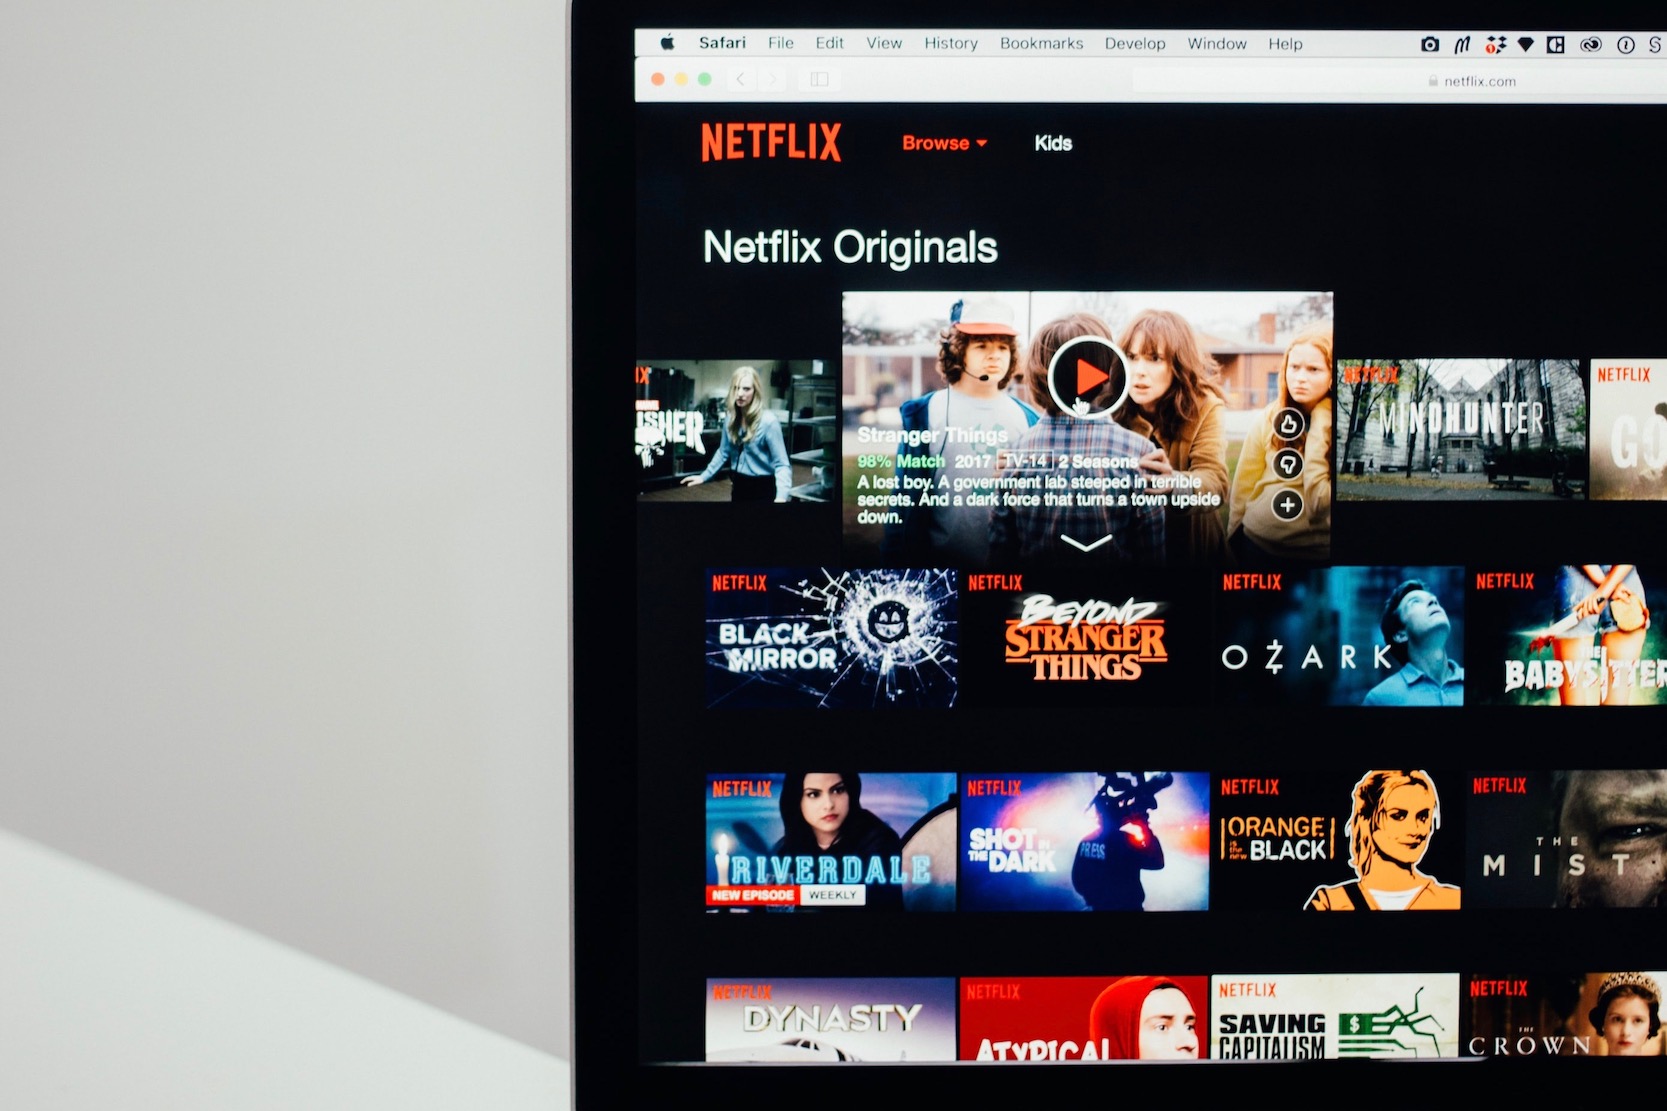 Safari File Edit View History Bookmarks Develop Window Help
netflix.com
NETFLIX Browse Kids
Netflix Originals
MARVEL
NETFLIX
NETFLIX
Stranger Things
MINDHUNTER
98% Match 2017 TV-14 2 Seasons
A lost boy. A government lab steeped in terrible
secrets. And a dark force that turns a town upside
down.
NETFLIX
BLACK
MIRROR
NETFLIX
BEYOND
STRANGER
THINGS
NETFLIX
OZARK
NETFLIX
THE
BABYSITTER
NETFLIX
RIVERDALE
NEW EPISODE WEEKLY
NETFLIX
SHOT IN
THE DARK
PRESS
NETFLIX
ORANGE
is the new BLACK
NETFLIX
THE
MIST
NETFLIX
DYNASTY
NETFLIX
ATYPICAL
NETFLIX
SAVING
CAPITALISM
$
NETFLIX
THE
CROWN